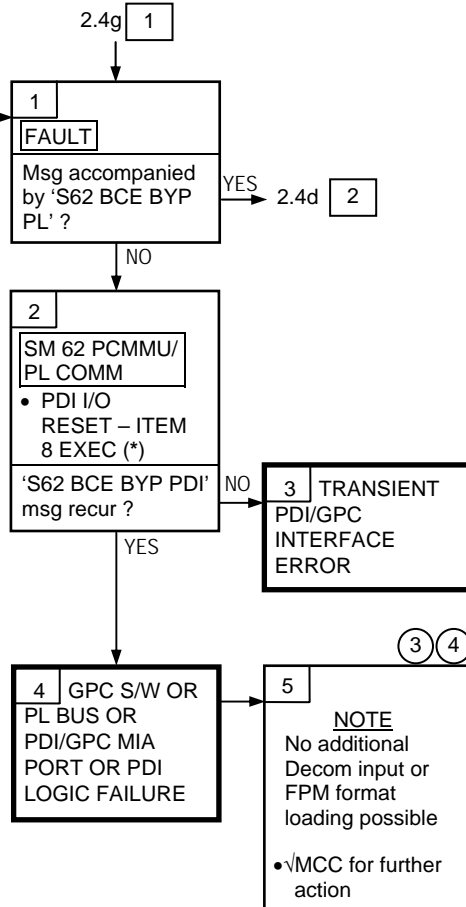 2.4g 1
1
FAULT
Msg accompanied
by ‘S62 BCE BYP
PL’ ?
YES
2.4d 2
NO
2
SM 62 PCMMU/
PL COMM
• PDI I/O
RESET – ITEM
8 EXEC (*)
‘S62 BCE BYP PDI’
msg recur ?
NO
3 TRANSIENT
PDI/GPC
INTERFACE
ERROR
YES
4 GPC S/W OR
PL BUS OR
PDI/GPC MIA
PORT OR PDI
LOGIC FAILURE
3 4
5
NOTE
No additional
Decom input or
FPM format
loading possible
•√MCC for further
action